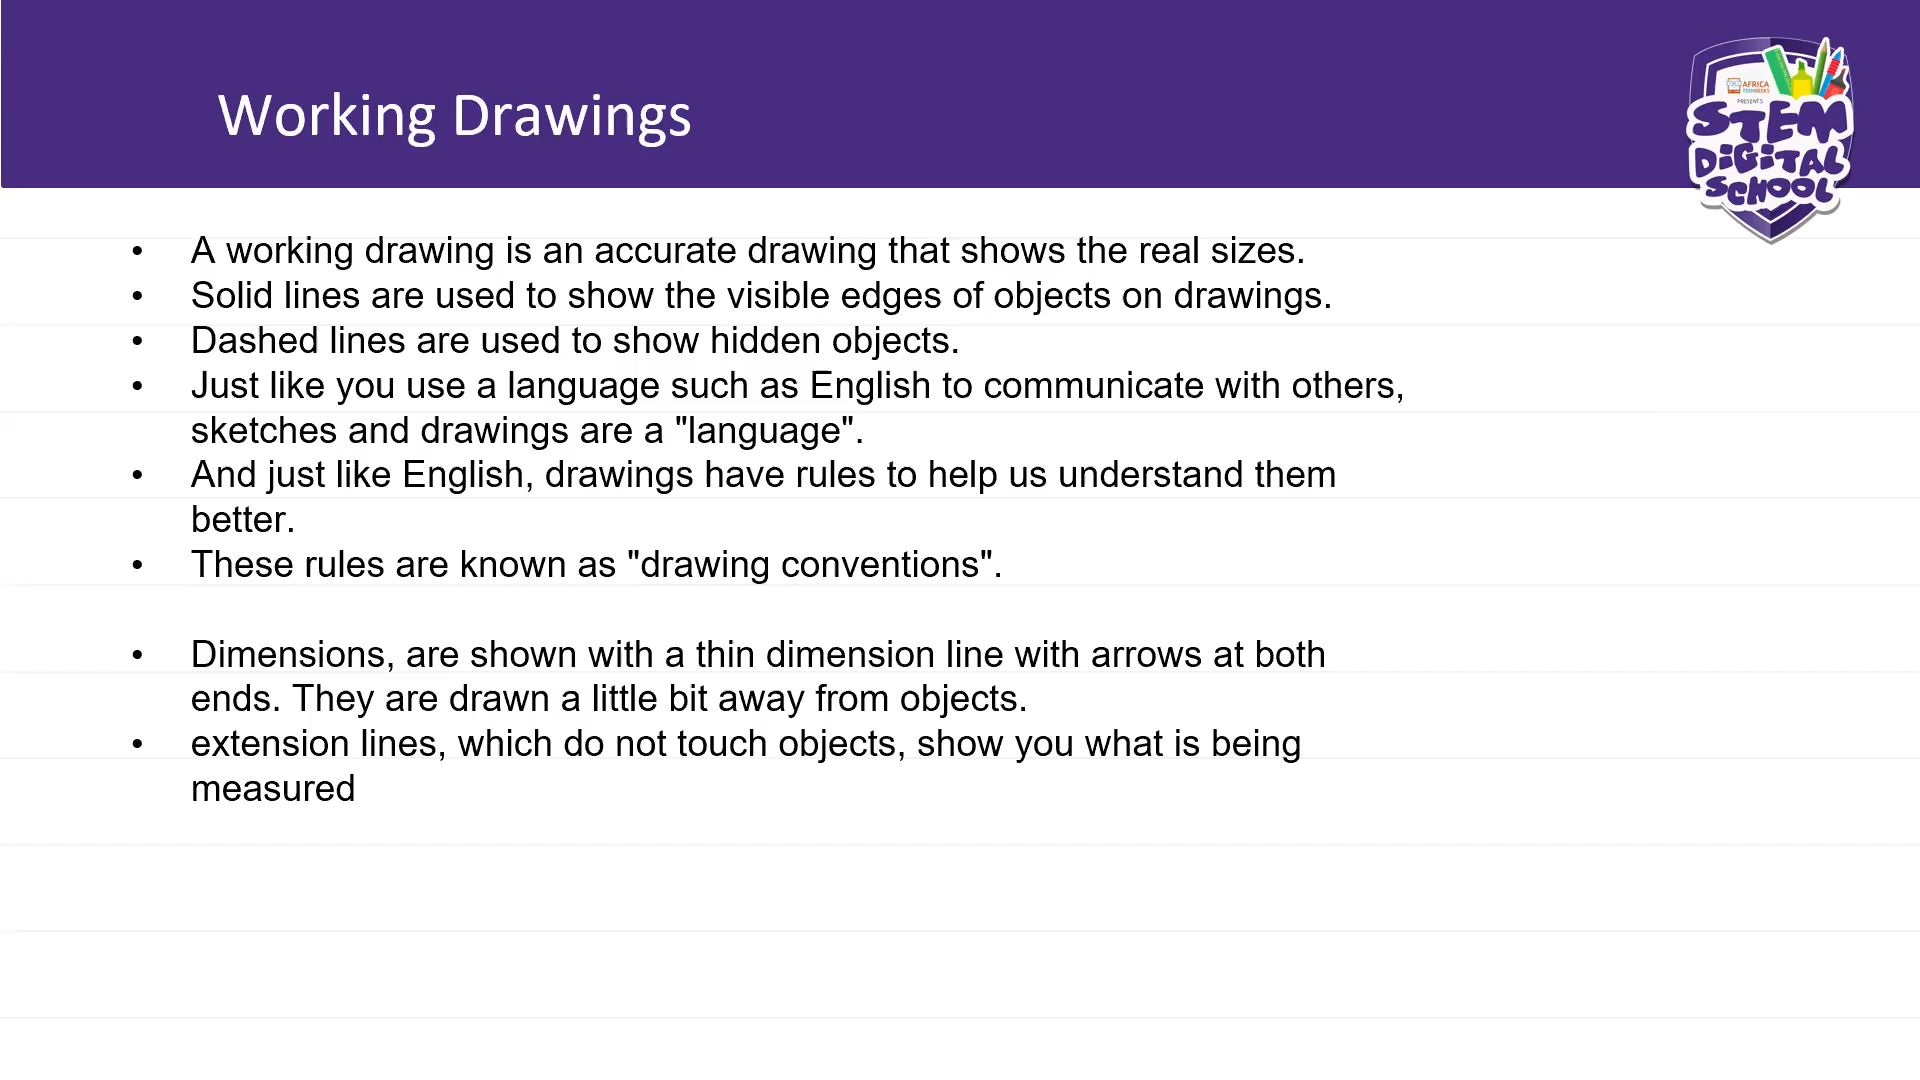 Working Drawings
AFRICA
TEENGEEKS
PRESENTS
STEM
DIGITAL
SCHOOL
• A working drawing is an accurate drawing that shows the real sizes.
• Solid lines are used to show the visible edges of objects on drawings.
• Dashed lines are used to show hidden objects.
• Just like you use a language such as English to communicate with others,
sketches and drawings are a "language".
• And just like English, drawings have rules to help us understand them
better.
• These rules are known as "drawing conventions".
• Dimensions, are shown with a thin dimension line with arrows at both
ends. They are drawn a little bit away from objects.
• extension lines, which do not touch objects, show you what is being
measured